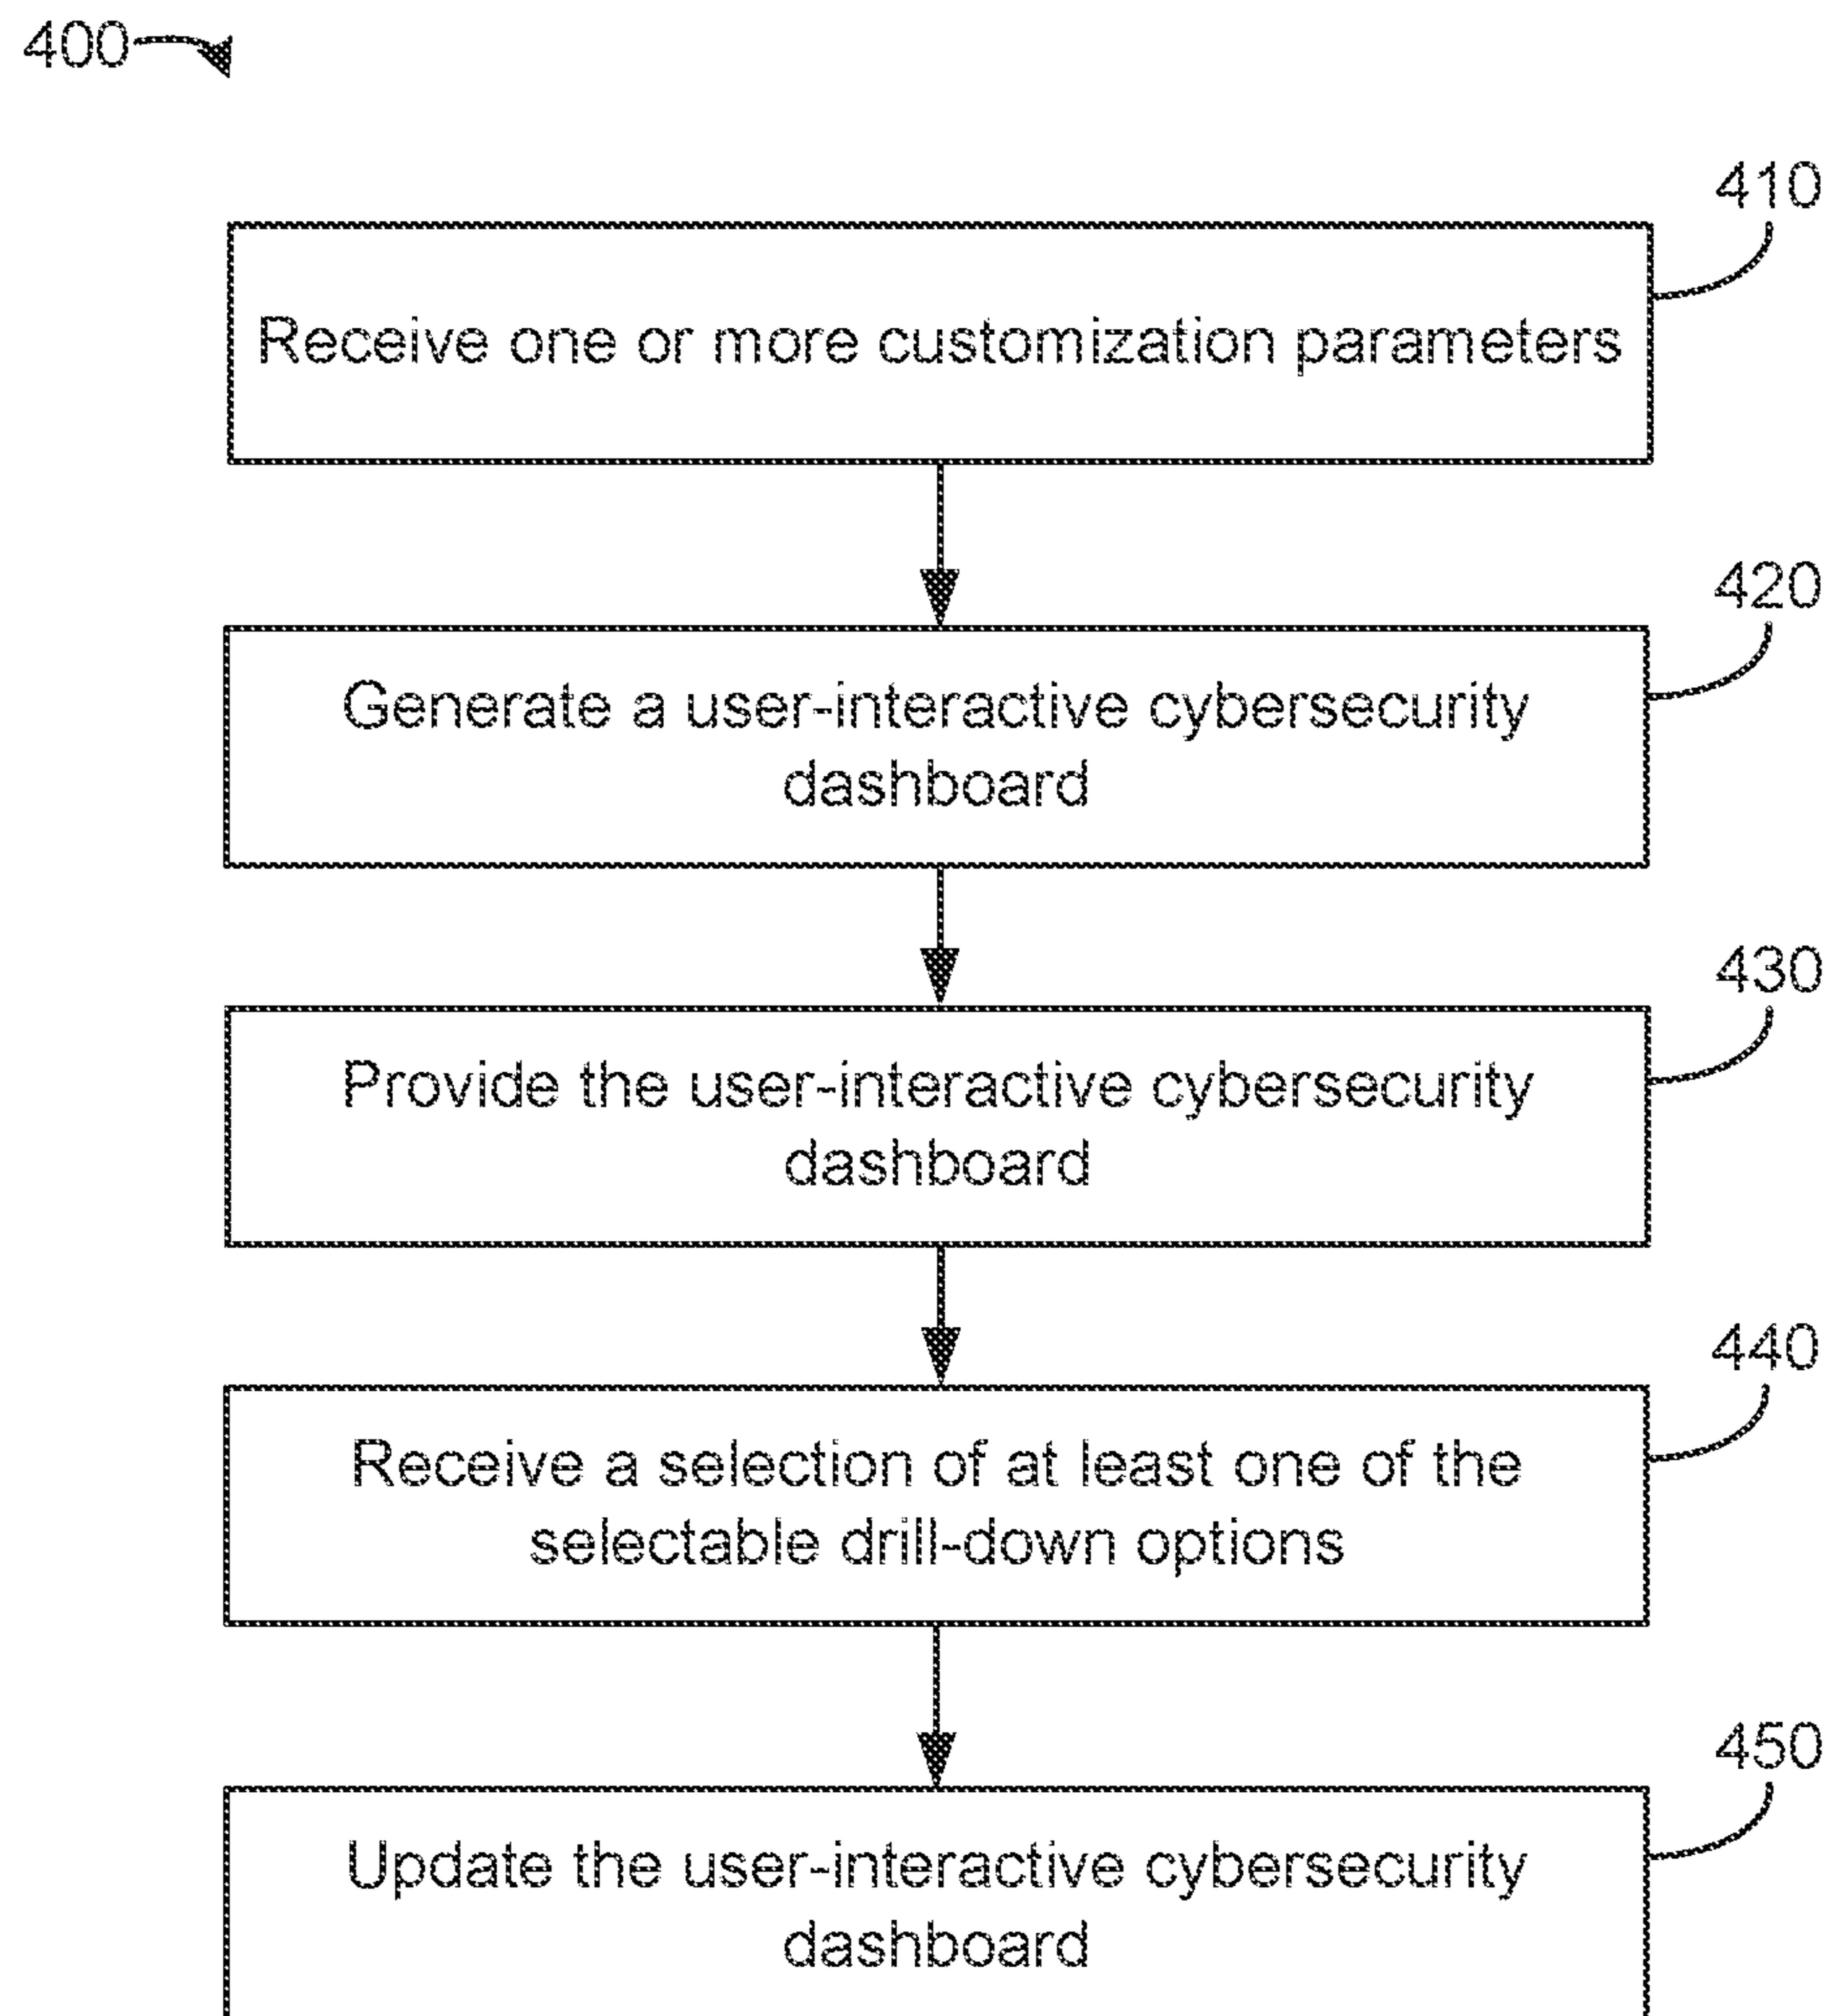 400
410
Receive one or more customization parameters
420
Generate a user-interactive cybersecurity
dashboard
430
Provide the user-interactive cybersecurity
dashboard
440
Receive a selection of at least one of the
selectable drill-down options
450
Update the user-interactive cybersecurity
dashboard